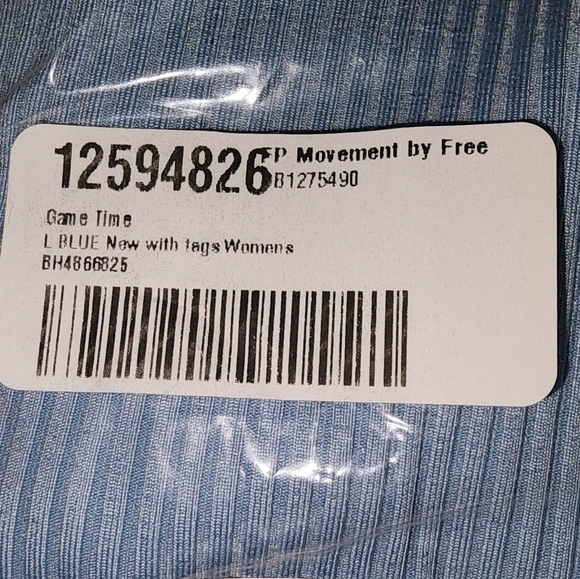 12594826 FP Movement by Free
B1275490
Game Time
L BLUE New with tags Womens
BH4866825